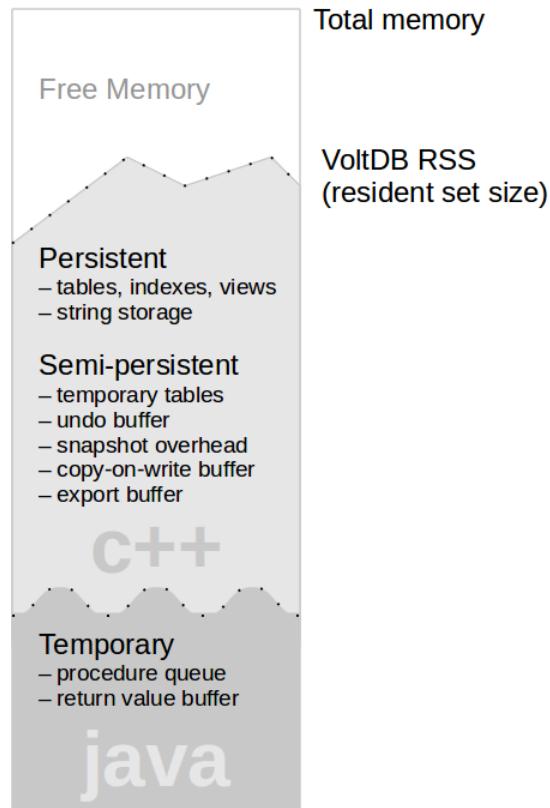 Total memory
Free Memory
VoltDB RSS
(resident set size)
Persistent
– tables, indexes, views
– string storage
Semi-persistent
– temporary tables
– undo buffer
– snapshot overhead
– copy-on-write buffer
– export buffer
c++
Temporary
– procedure queue
– return value buffer
java